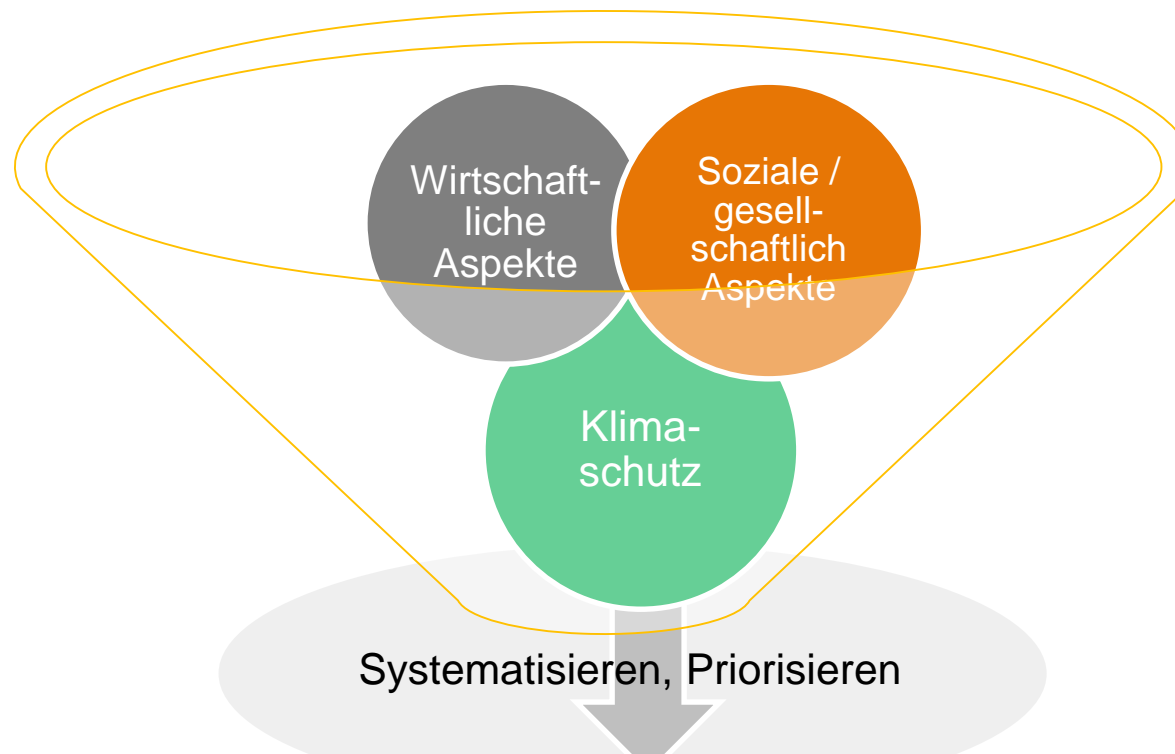 Wirtschaft-
liche
Aspekte
Soziale /
gesell-
schaftlich
Aspekte
Klima-
schutz
Systematisieren, Priorisieren